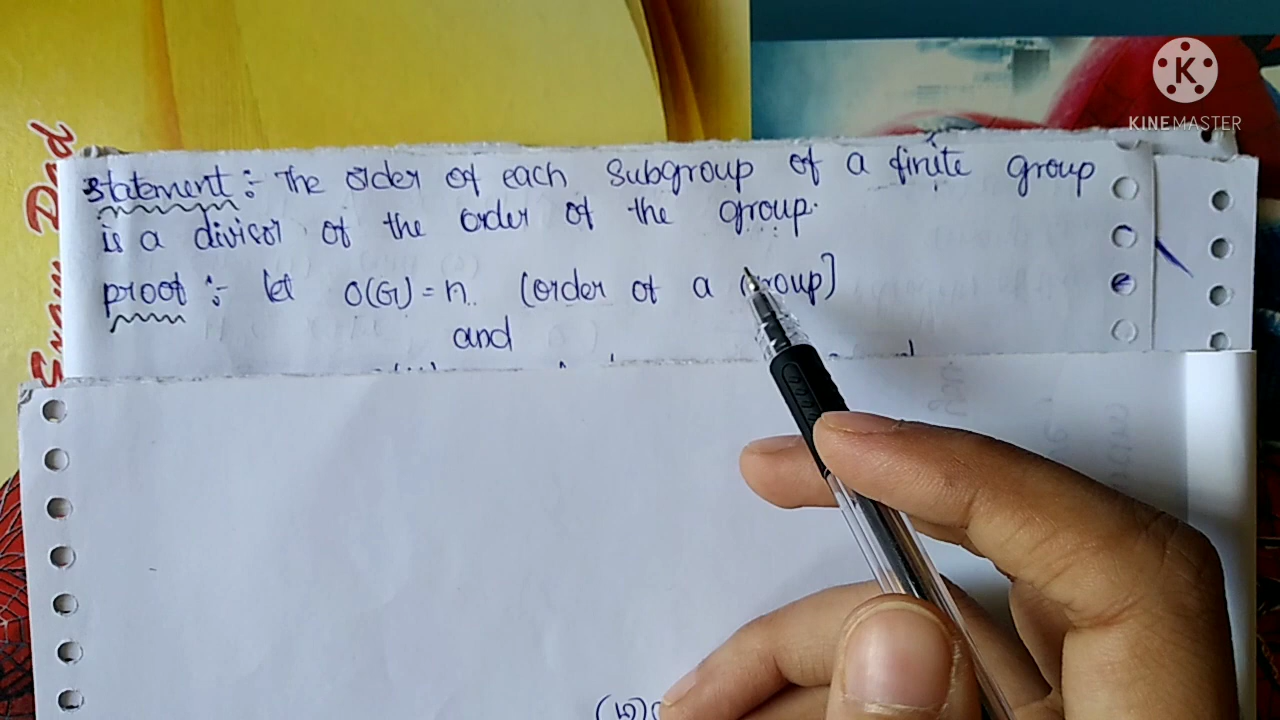 KINEMASTER
Statement :- The order of each subgroup of a finite group
is a divisor of the order of the group.
proof :- let O(G) = n. (order of a group]
and